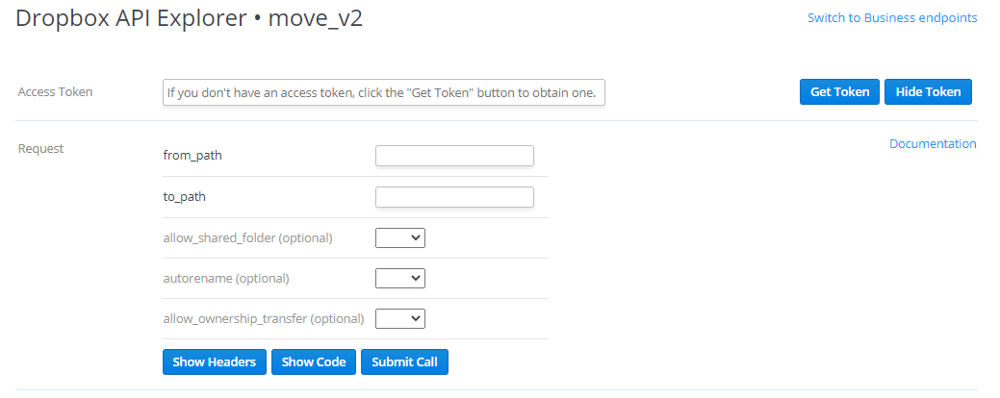 Dropbox API Explorer • move_v2
Switch to Business endpoints
Access Token
If you don't have an access token, click the "Get Token" button to obtain one.
Get Token
Hide Token
Request
Documentation
from_path
to_path
allow_shared_folder (optional)
autorename (optional)
allow_ownership_transfer (optional)
Show Headers
Show Code
Submit Call